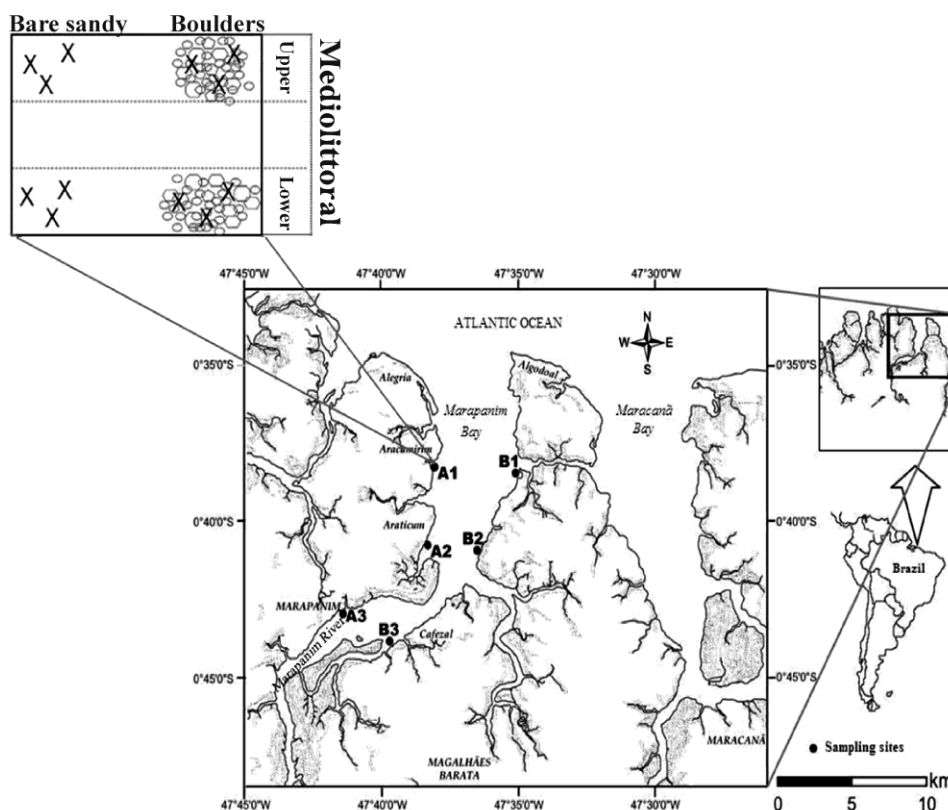 Bare sandy Boulders
Upper
Lower
Mediolittoral
X X X X X X
X X X X X X
47°45'0"W 47°40'0"W 47°35'0"W 47°30'0"W
ATLANTIC OCEAN
N
W E
S
0°35'0"S 0°35'0"S
Alegria
Algodoal
Marapanim
Bay
Maracanã
Bay
Aracumirim
A1
B1
0°40'0"S 0°40'0"S
Araticum
A2
B2
Brazil
MARAPANIM
A3
B3
Cafezal
Marapanim River
0°45'0"S 0°45'0"S
MARACANÃ
MAGALHÃES
BARATA
Sampling sites
km
0 5 10
47°45'0"W 47°40'0"W 47°35'0"W 47°30'0"W